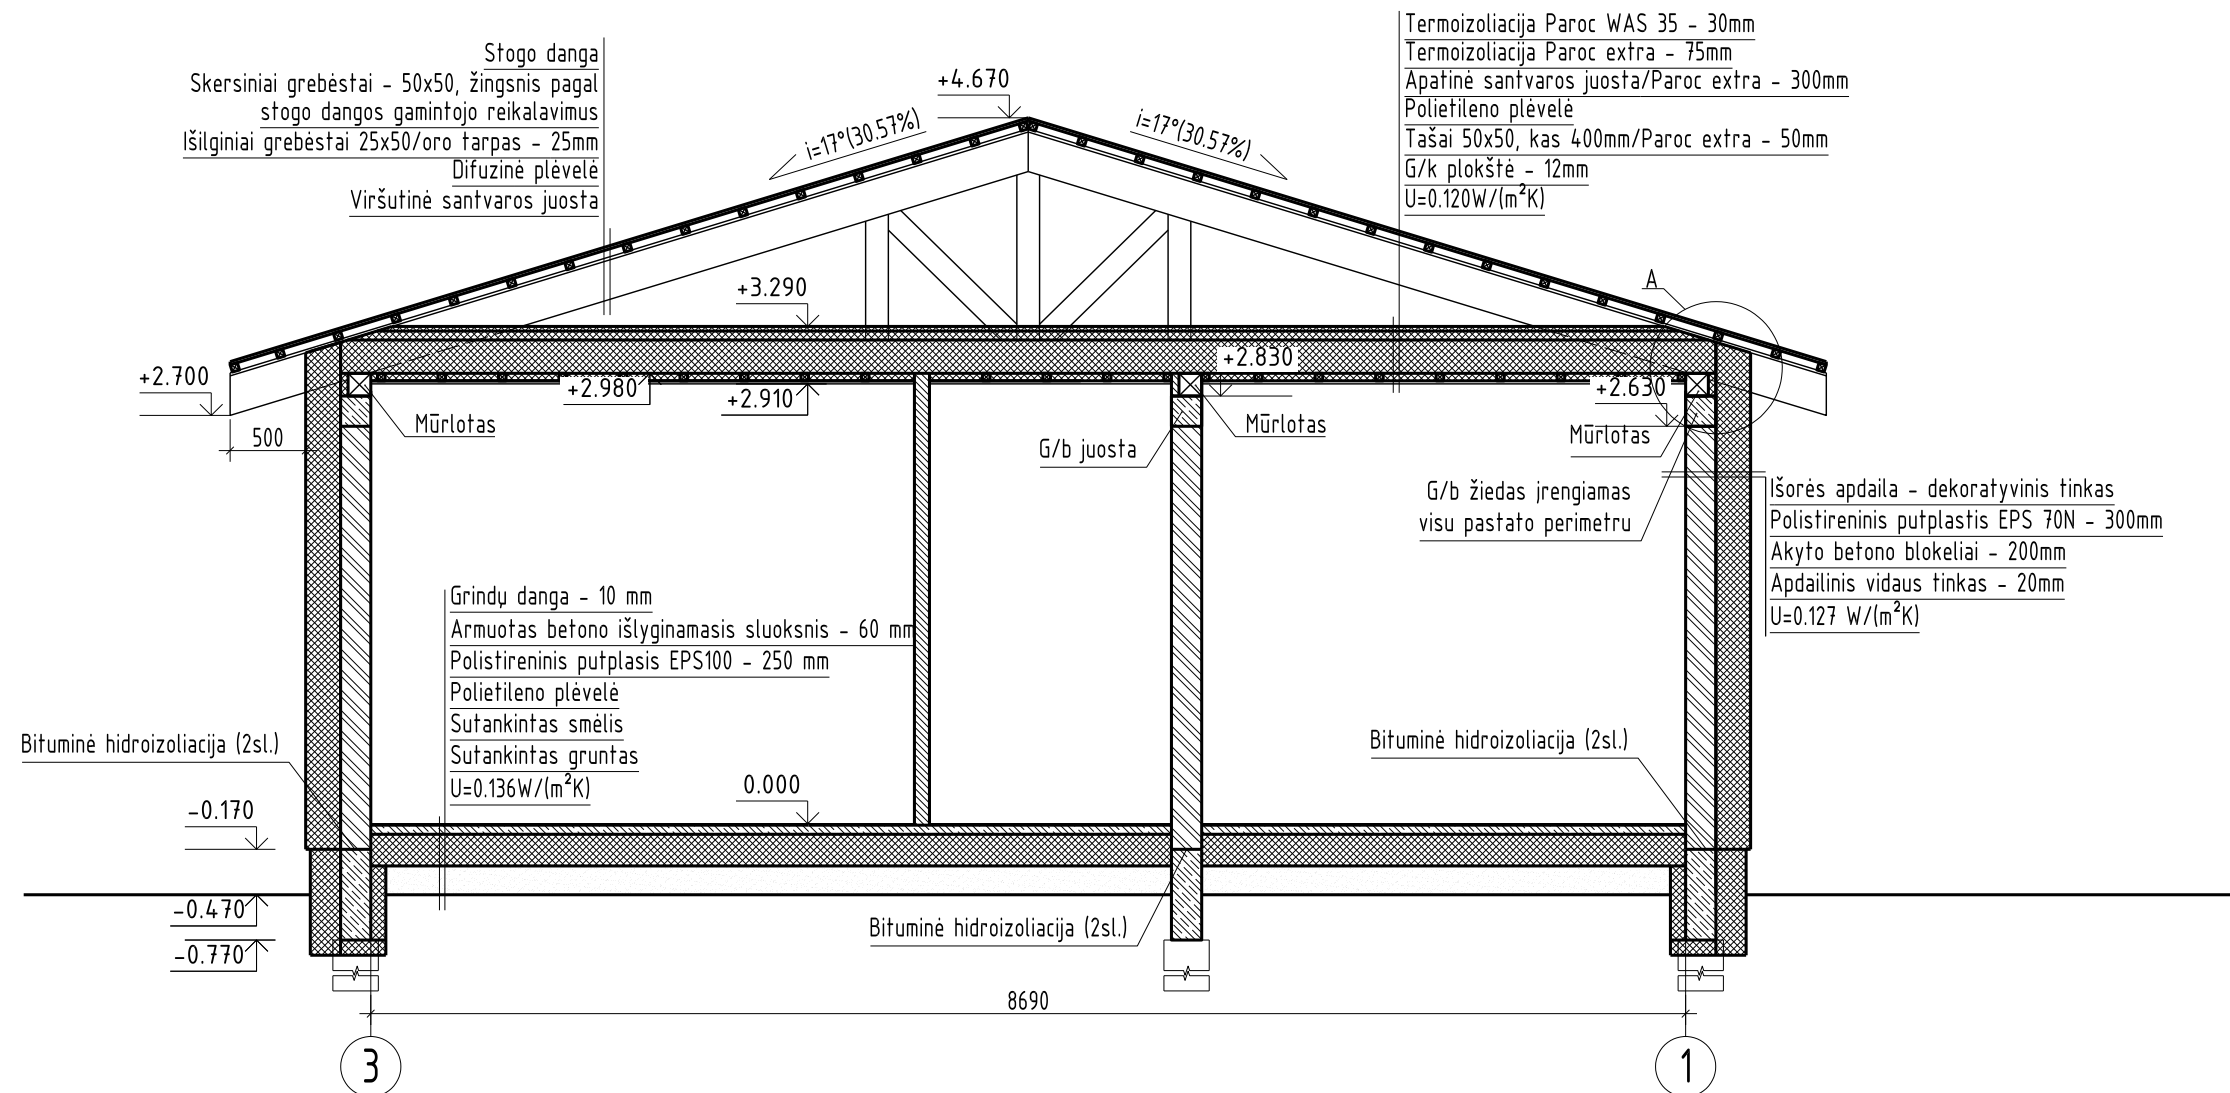 Stogo danga
Skersiniai grebėstai - 50x50, žingsnis pagal
stogo dangos gamintojo reikalavimus
Išilginiai grebėstai 25x50/oro tarpas - 25mm
Difuzinė plėvelė
Viršutinė santvaros juosta
+4.670
i=17°(30.57%)
i=17°(30.57%)
Termoizoliacija Paroc WAS 35 - 30mm
Termoizoliacija Paroc extra - 75mm
Apatinė santvaros juosta/Paroc extra - 300mm
Polietileno plėvelė
Tašai 50x50, kas 400mm/Paroc extra - 50mm
G/k plokštė - 12mm
U=0.120W/(m²K)
A
+3.290
+2.700
+2.980
+2.910
+2.830
+2.630
500
Mūrlotas
G/b juosta
Mūrlotas
Mūrlotas
G/b žiedas įrengiamas
visu pastato perimetru
Išorės apdaila - dekoratyvinis tinkas
Polistireninis putplastis EPS 70N - 300mm
Akyto betono blokeliai - 200mm
Apdailinis vidaus tinkas - 20mm
U=0.127 W/(m²K)
Grindų danga - 10 mm
Armuotas betono išlyginamasis sluoksnis - 60 mm
Polistireninis putplasis EPS100 - 250 mm
Polietileno plėvelė
Sutankintas smėlis
Sutankintas gruntas
U=0.136W/(m²K)
Bituminė hidroizoliacija (2sl.)
Bituminė hidroizoliacija (2sl.)
0.000
-0.170
-0.470
-0.770
Bituminė hidroizoliacija (2sl.)
8690
3
1